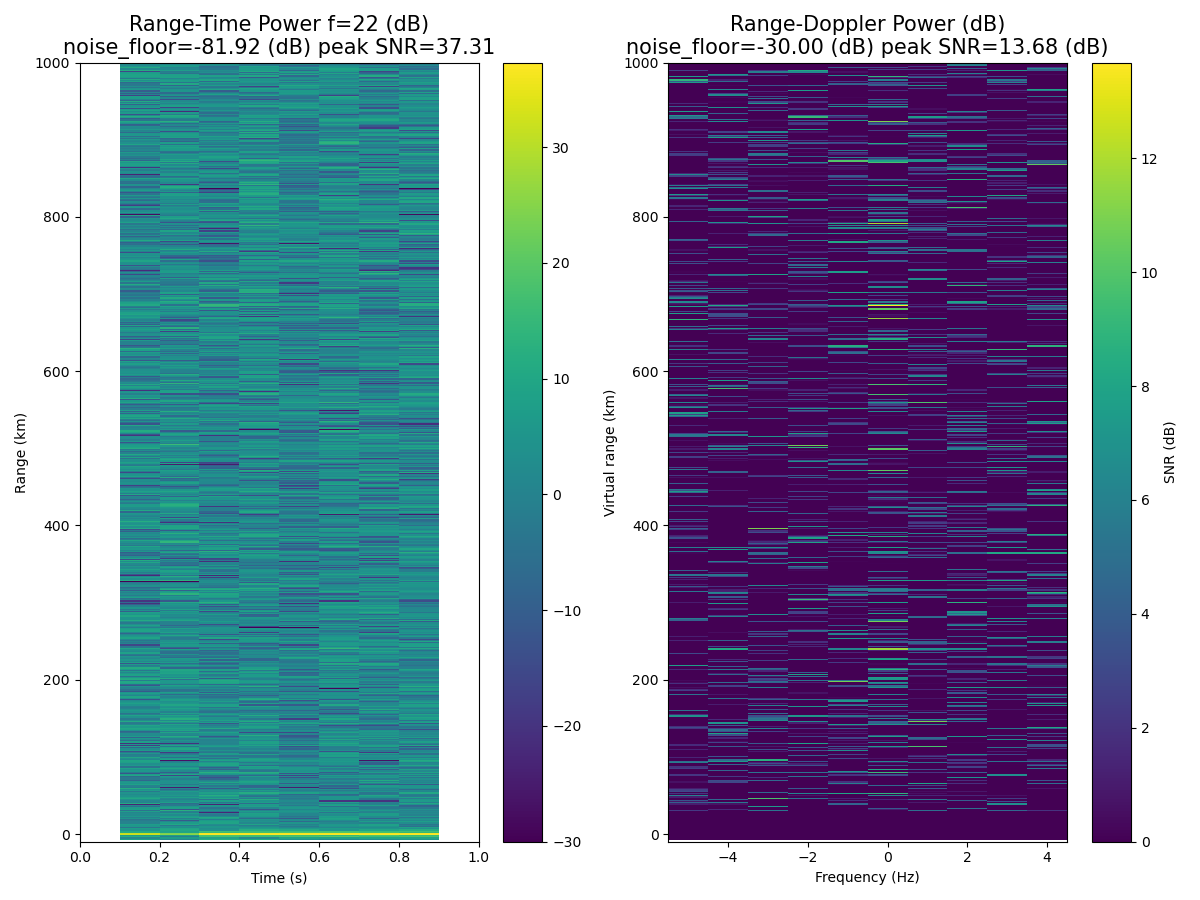 Range-Time Power f=22 (dB)
noise_floor=-81.92 (dB) peak SNR=37.31
1000
800
600
400
200
0
Range (km)
0.0 0.2 0.4 0.6 0.8 1.0
Time (s)
30
20
10
0
−10
−20
−30
Range-Doppler Power (dB)
noise_floor=-30.00 (dB) peak SNR=13.68 (dB)
1000
800
600
400
200
0
Virtual range (km)
−4 −2 0 2 4
Frequency (Hz)
12
10
8
6
4
2
0
SNR (dB)